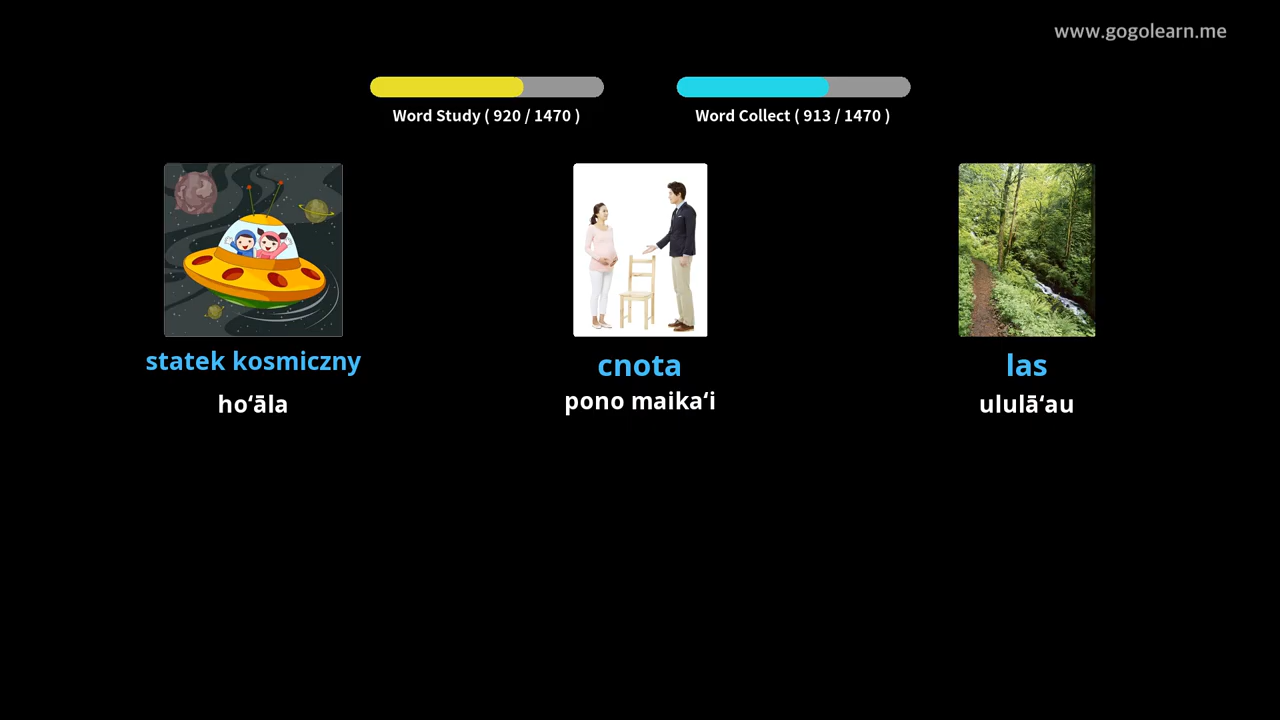 www.gogolearn.me
Word Study ( 920 / 1470 )
Word Collect ( 913 / 1470 )
statek kosmiczny
hoʻāla
cnota
pono maikaʻi
las
ululāʻau